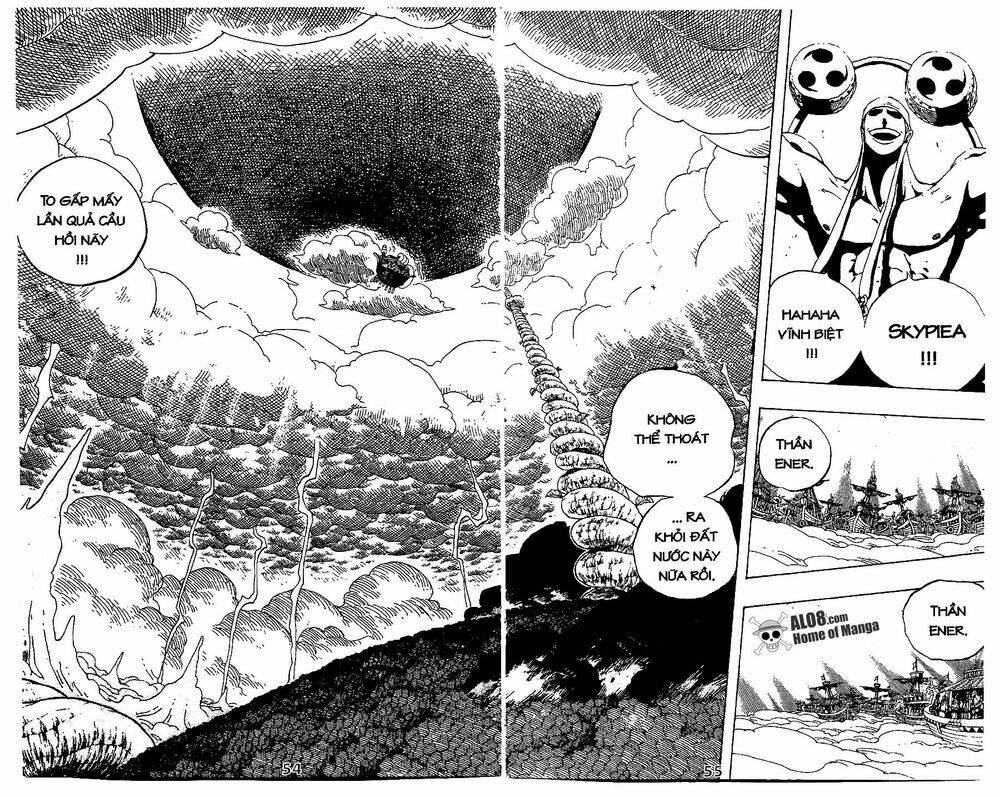 HAHAHA
VĨNH BIỆT
!!!
SKYPIEA
!!!
THẦN
ENER.
THẦN
ENER.
AL08.com
Home of Manga
TO GẤP MẤY
LẦN QUẢ CẦU
HỒI NÃY
!!!
KHÔNG
THỂ THOÁT
...
... RA
KHỎI ĐẤT
NƯỚC NÀY
NỮA RỒI.
54
55